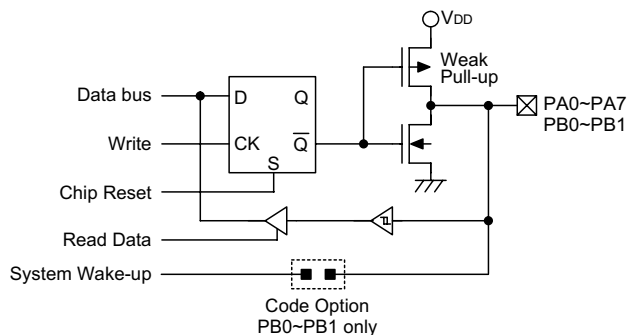 VDD
Weak
Pull-up
Data bus
D
Q
PA0~PA7
PB0~PB1
Write
CK
Q̅
S
Chip Reset
Read Data
System Wake-up
Code Option
PB0~PB1 only